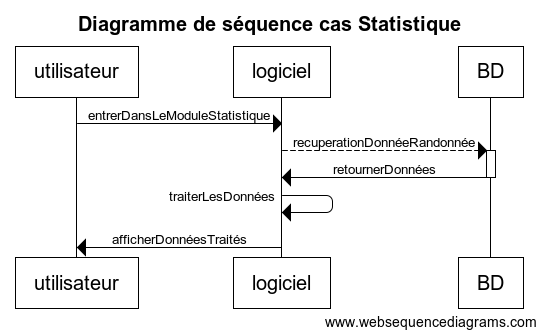 Diagramme de séquence cas Statistique
utilisateur logiciel BD
entrerDansLeModuleStatistique
recuperationDonnéeRandonnée
retournerDonnées
traiterLesDonnées
afficherDonnéesTraités
utilisateur logiciel BD
www.websequencediagrams.com